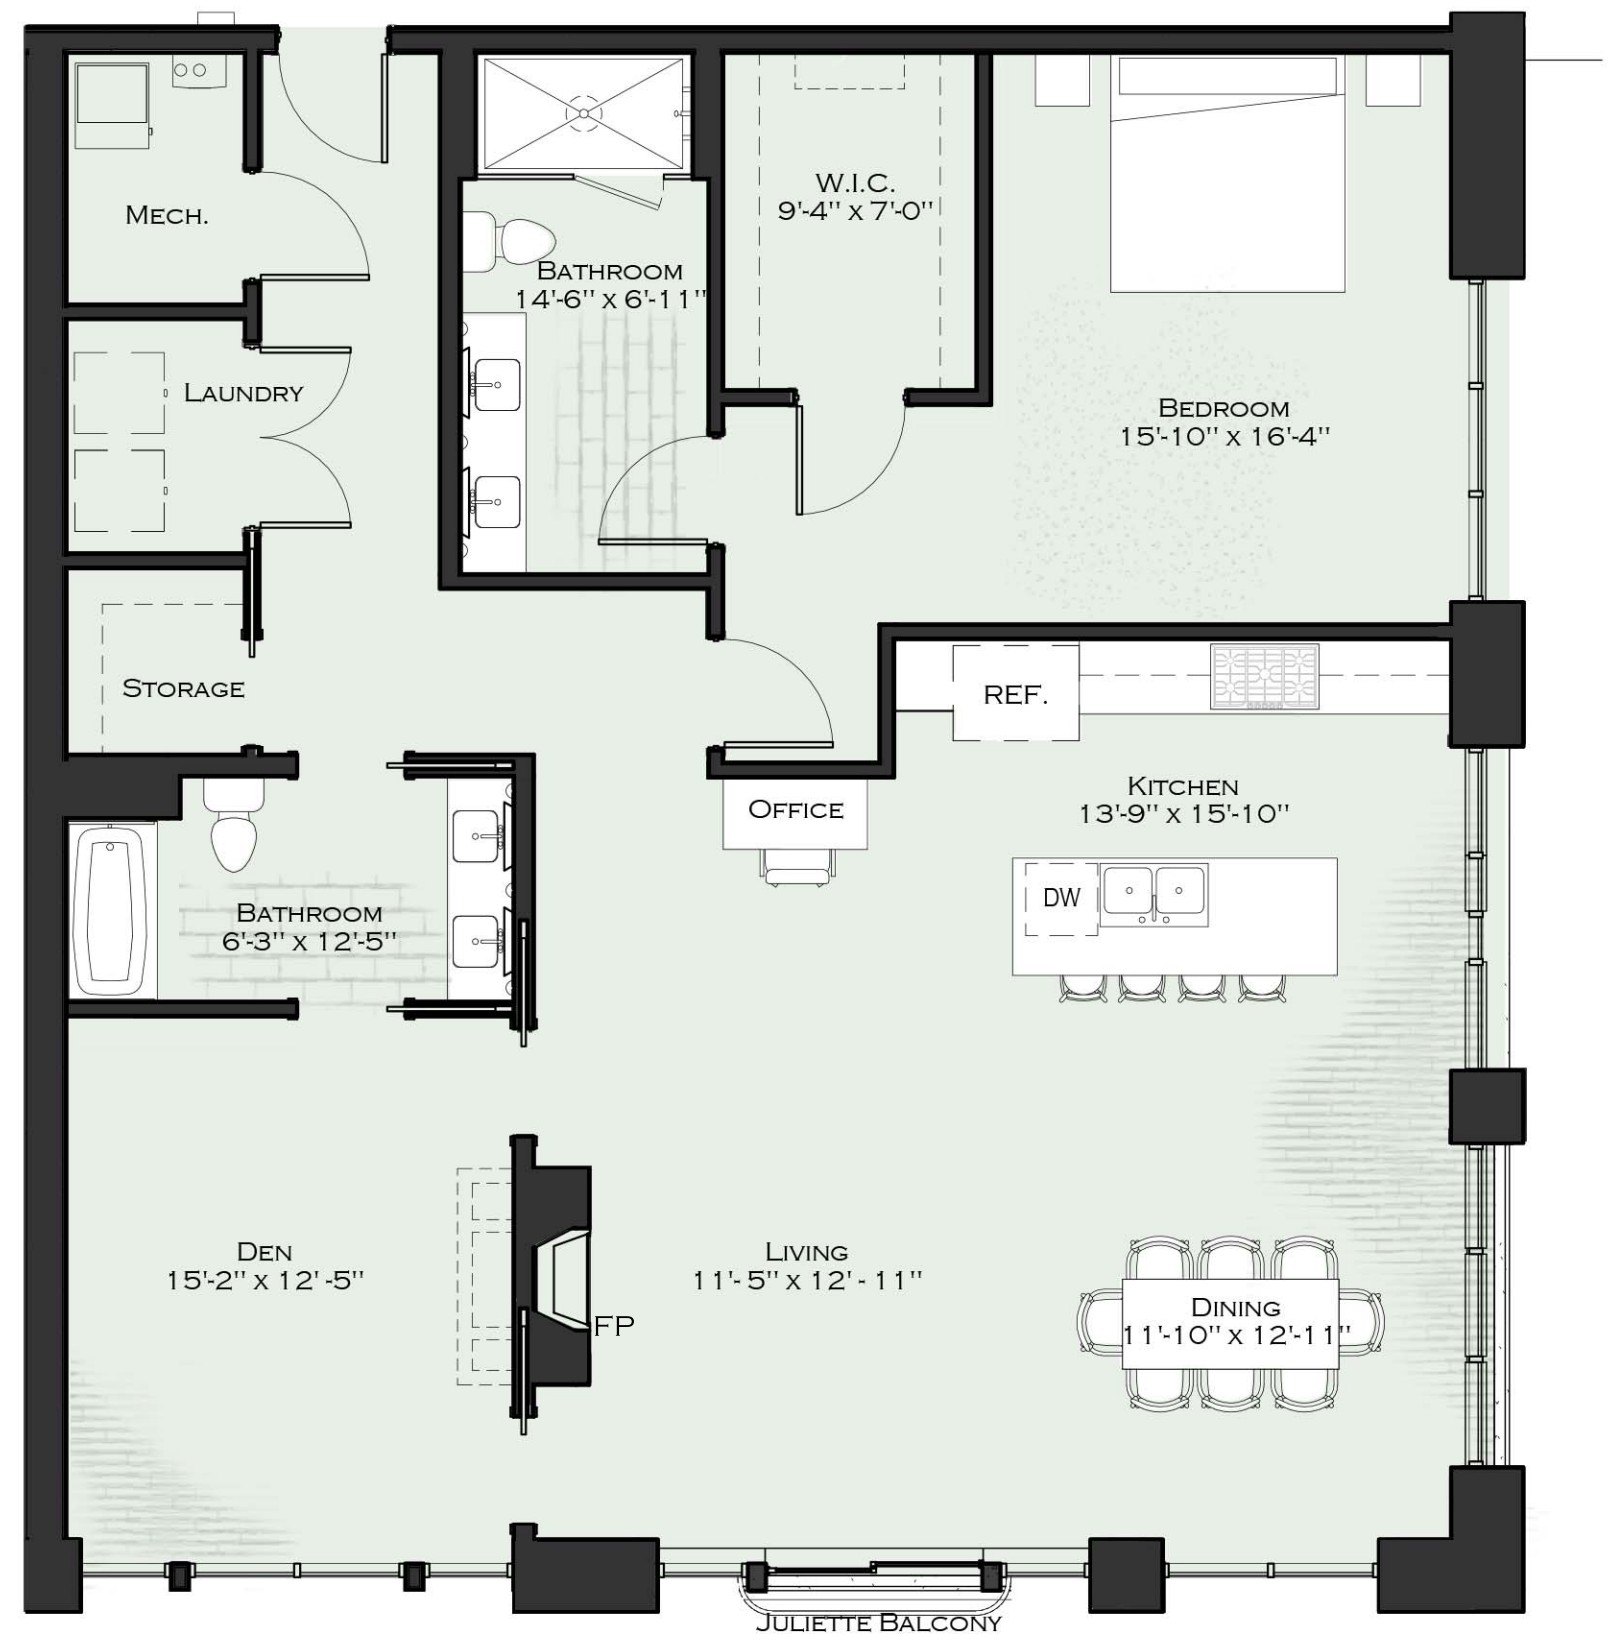 Mech.
W.I.C.
9'-4" x 7'-0"
Bathroom
14'-6" x 6'-11"
Laundry
Bedroom
15'-10" x 16'-4"
Storage
REF.
Office
Kitchen
13'-9" x 15'-10"
DW
Bathroom
6'-3" x 12'-5"
Den
15'-2" x 12' -5"
Living
11'- 5" x 12' - 11"
FP
Dining
11'-10" x 12'-11"
Juliette Balcony